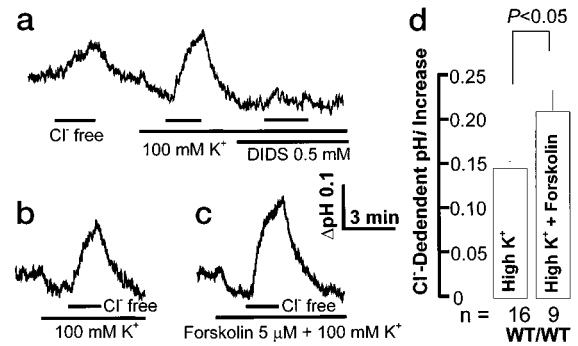 a
Cl⁻ free
100 mM K⁺
DIDS 0.5 mM
b
Cl⁻ free
100 mM K⁺
c
Cl⁻ free
Forskolin 5 µM + 100 mM K⁺
ΔpH 0.1
3 min
d
P<0.05
Cl⁻-Dedendent pHi Increase
0.25
0.20
0.15
0.10
0.05
0
High K⁺
High K⁺ + Forskolin
n = 16 9
WT/WT